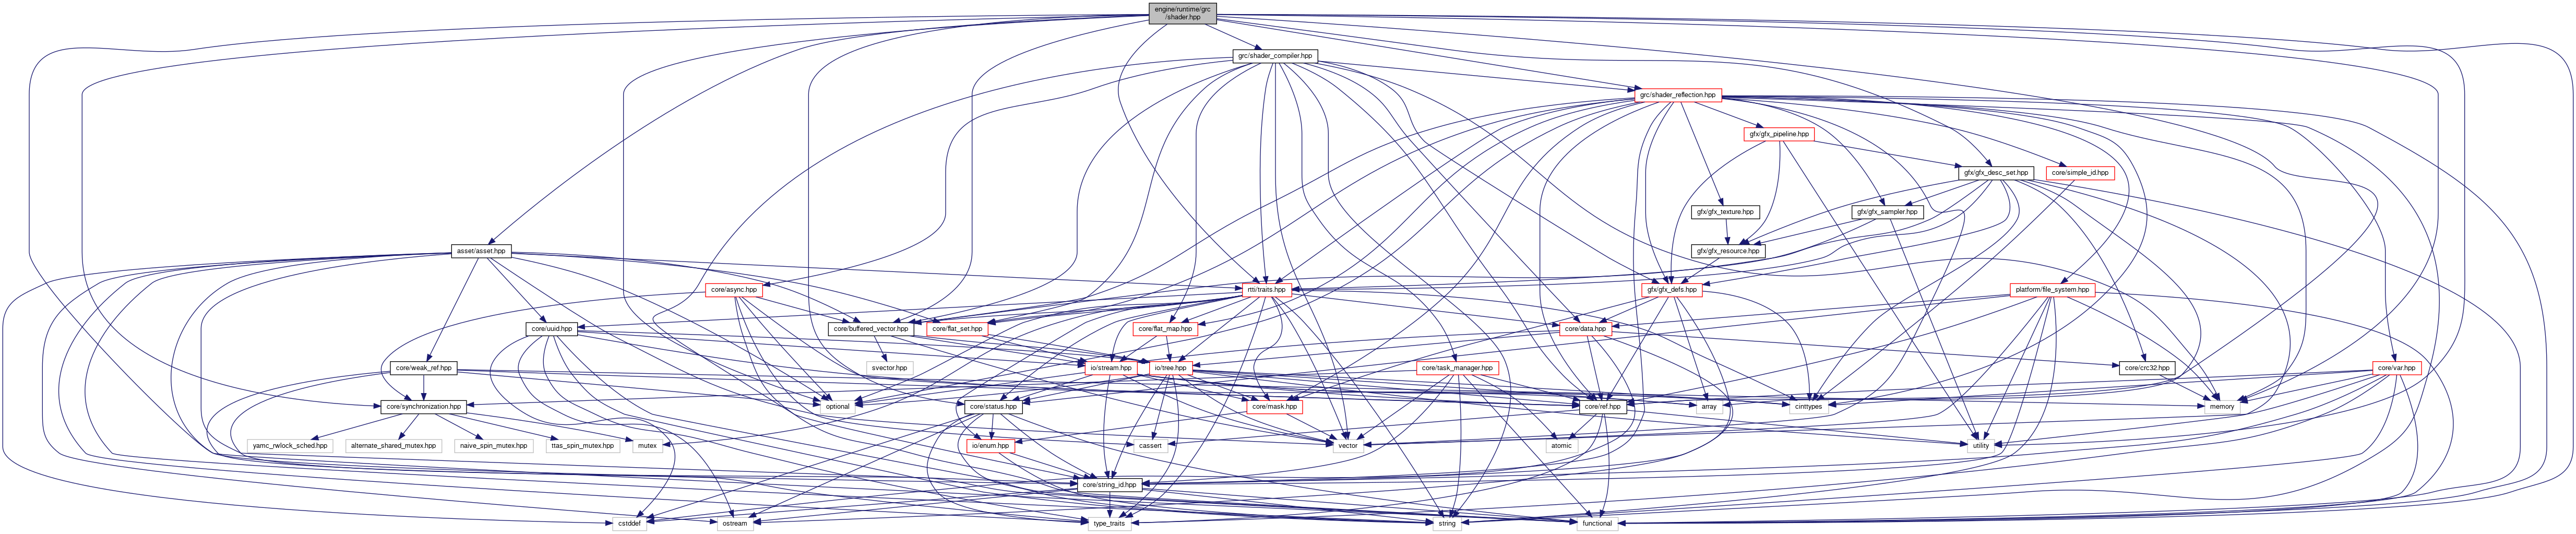 engine/runtime/grc
/shader.hpp
grc/shader_compiler.hpp
grc/shader_reflection.hpp
gfx/gfx_pipeline.hpp
gfx/gfx_desc_set.hpp
core/simple_id.hpp
gfx/gfx_texture.hpp
gfx/gfx_sampler.hpp
asset/asset.hpp
gfx/gfx_resource.hpp
core/async.hpp
rtti/traits.hpp
gfx/gfx_defs.hpp
platform/file_system.hpp
core/uuid.hpp
core/buffered_vector.hpp
core/flat_set.hpp
core/flat_map.hpp
core/data.hpp
core/weak_ref.hpp
svector.hpp
io/stream.hpp
io/tree.hpp
core/task_manager.hpp
core/crc32.hpp
core/var.hpp
core/synchronization.hpp
optional
core/status.hpp
core/mask.hpp
core/ref.hpp
array
cinttypes
memory
yamc_rwlock_sched.hpp
alternate_shared_mutex.hpp
naive_spin_mutex.hpp
ttas_spin_mutex.hpp
mutex
cassert
io/enum.hpp
vector
atomic
utility
core/string_id.hpp
cstddef
ostream
type_traits
string
functional